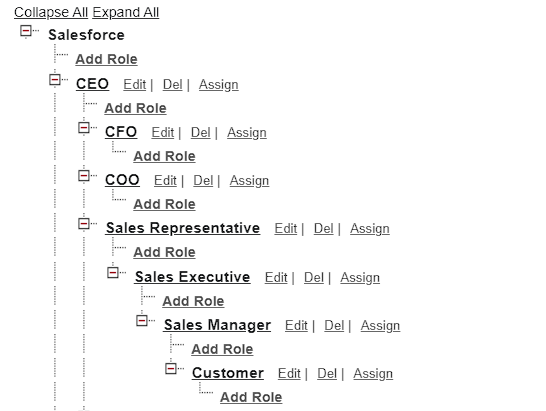 Collapse All Expand All
Salesforce
Add Role
CEO Edit | Del | Assign
Add Role
CFO Edit | Del | Assign
Add Role
COO Edit | Del | Assign
Add Role
Sales Representative Edit | Del | Assign
Add Role
Sales Executive Edit | Del | Assign
Add Role
Sales Manager Edit | Del | Assign
Add Role
Customer Edit | Del | Assign
Add Role